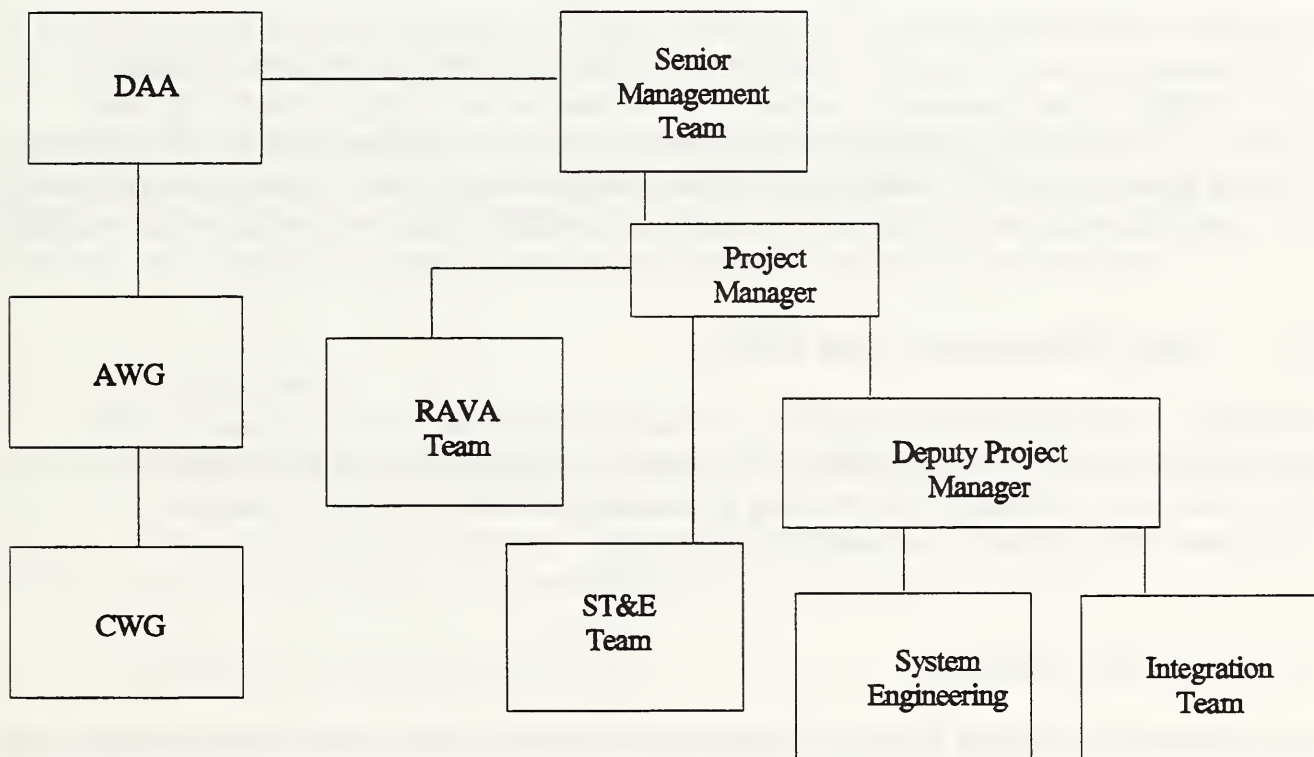 DAA
Senior
Management
Team
Project
Manager
AWG
RAVA
Team
Deputy Project
Manager
CWG
ST&E
Team
System
Engineering
Integration
Team